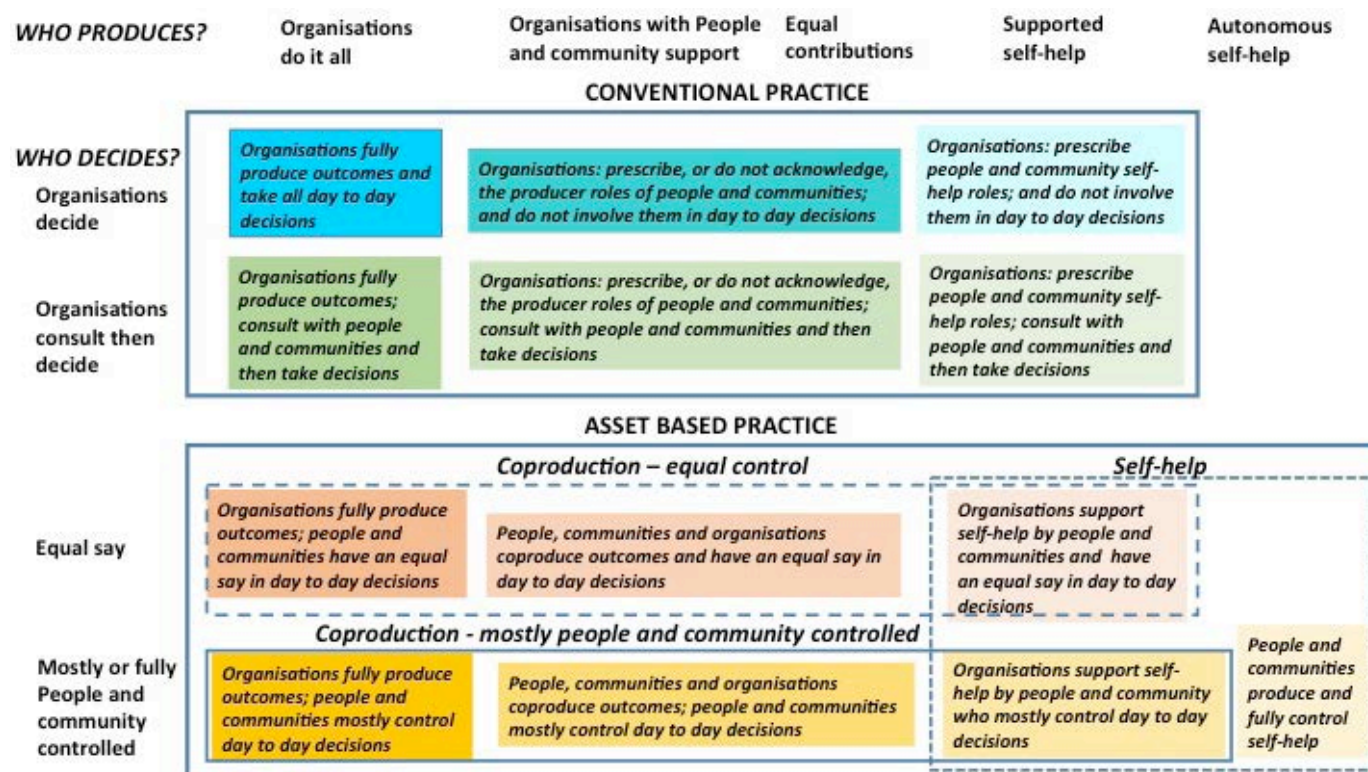 WHO PRODUCES?
Organisations
do it all
Organisations with People
and community support
Equal
contributions
Supported
self-help
Autonomous
self-help
CONVENTIONAL PRACTICE
WHO DECIDES?
Organisations
decide
Organisations fully
produce outcomes and
take all day to day
decisions
Organisations: prescribe, or do not acknowledge,
the producer roles of people and communities;
and do not involve them in day to day decisions
Organisations: prescribe
people and community self-
help roles; and do not involve
them in day to day decisions
Organisations
consult then
decide
Organisations fully
produce outcomes;
consult with people
and communities and
then take decisions
Organisations: prescribe, or do not acknowledge,
the producer roles of people and communities;
consult with people and communities and then
take decisions
Organisations: prescribe
people and community self-
help roles; consult with
people and communities and
then take decisions
ASSET BASED PRACTICE
Coproduction – equal control
Self-help
Equal say
Organisations fully produce
outcomes; people and
communities have an equal
say in day to day decisions
People, communities and organisations
coproduce outcomes and have an equal say in
day to day decisions
Organisations support
self-help by people and
communities and have
an equal say in day to day
decisions
Coproduction - mostly people and community controlled
Mostly or fully
People and
community
controlled
Organisations fully produce
outcomes; people and
communities mostly control
day to day decisions
People, communities and organisations
coproduce outcomes; people and communities
mostly control day to day decisions
Organisations support self-
help by people and community
who mostly control day to day
decisions
People and
communities
produce and
fully control
self-help